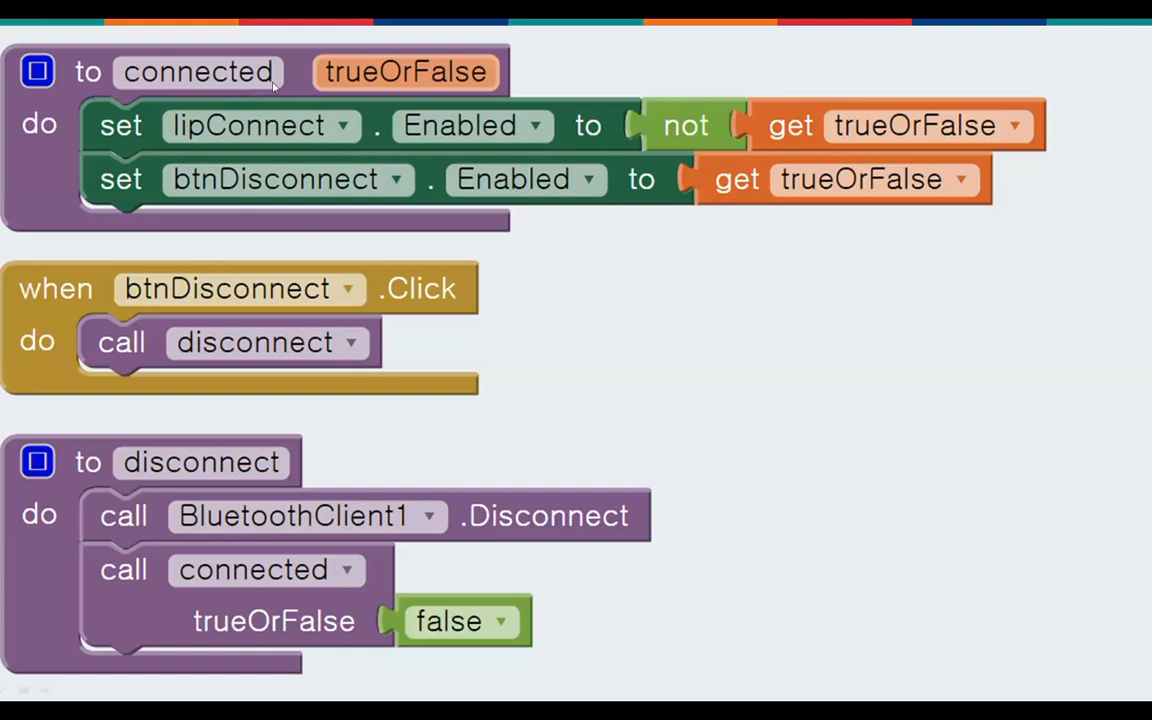 to connected trueOrFalse
do set lipConnect . Enabled to not get trueOrFalse
set btnDisconnect . Enabled to get trueOrFalse
when btnDisconnect .Click
do call disconnect
to disconnect
do call BluetoothClient1 .Disconnect
call connected
trueOrFalse false